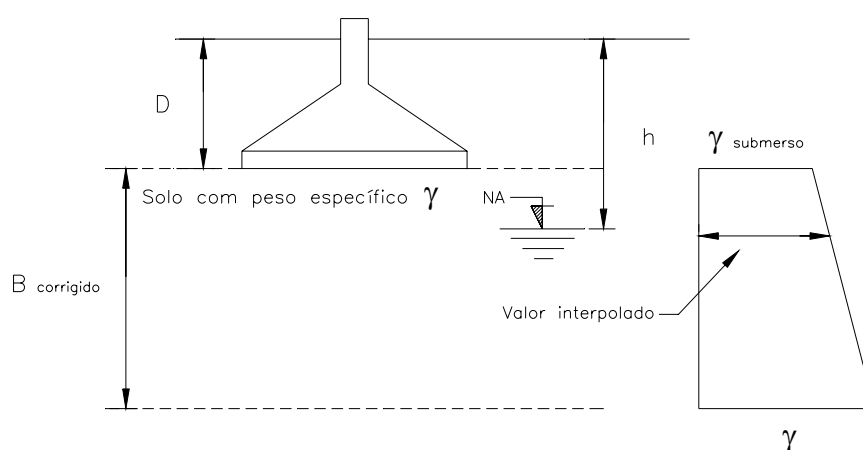 D
h
γ submerso
Solo com peso específico γ
NA
B corrigido
Valor interpolado
γ